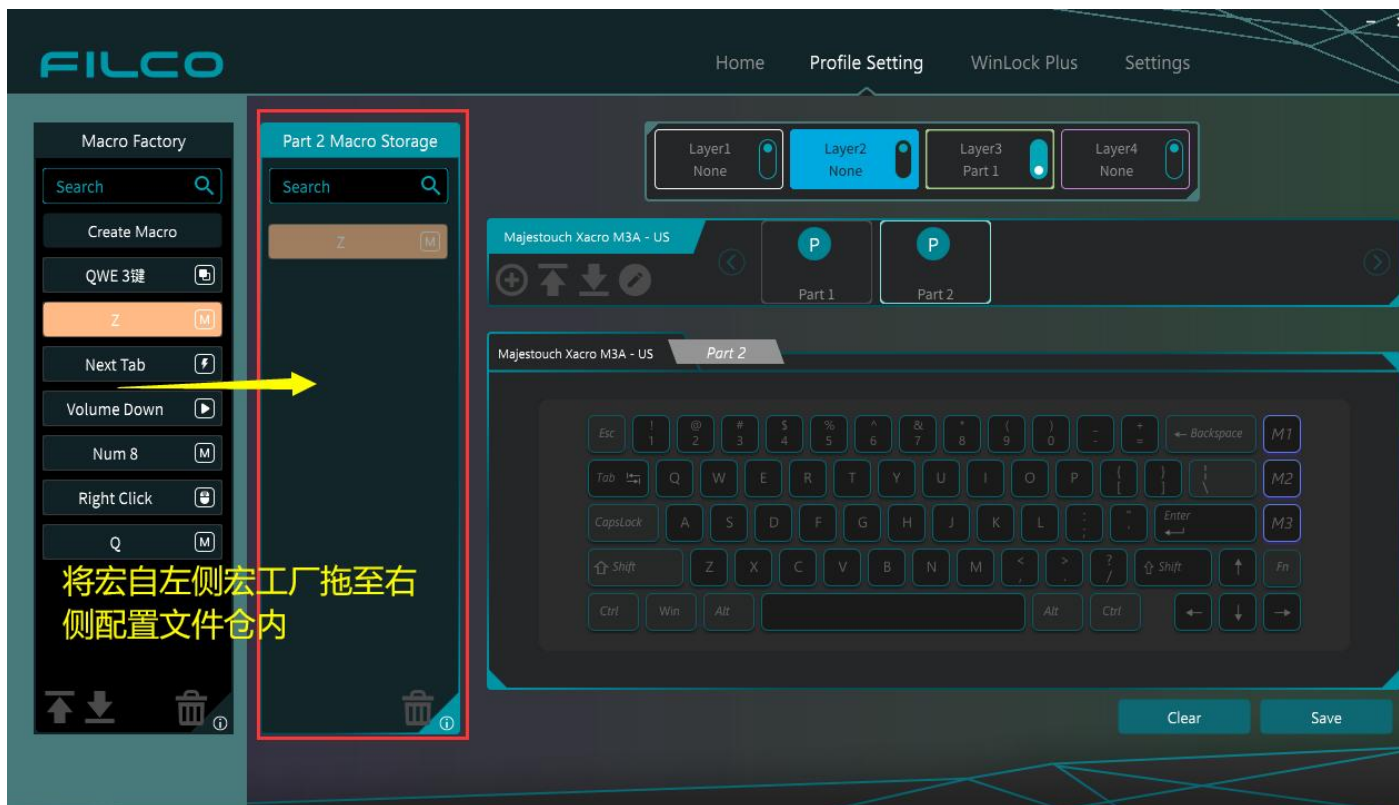 FILCO
Home Profile Setting WinLock Plus Settings
Macro Factory
Search
Create Macro
QWE 3键
Z M
Next Tab
Volume Down
Num 8 M
Right Click
Q M
将宏自左侧宏工厂拖至右
侧配置文件仓内
Part 2 Macro Storage
Search
Z M
Layer1 Layer2 Layer3 Layer4
None None Part 1 None
Majestouch Xacro M3A - US
P P
Part 1 Part 2
Majestouch Xacro M3A - US Part 2
Esc ! @ # $ % ^ & * ( ) - + ← Backspace M1
1 2 3 4 5 6 7 8 9 0 - =
Tab Q W E R T Y U I O P { } ¦ M2
[ ] \
CapsLock A S D F G H J K L : " Enter M3
; '
⇧ Shift Z X C V B N M < > ? ⇧ Shift ↑ Fn
, . /
Ctrl Win Alt Alt Ctrl ← ↓ →
Clear Save